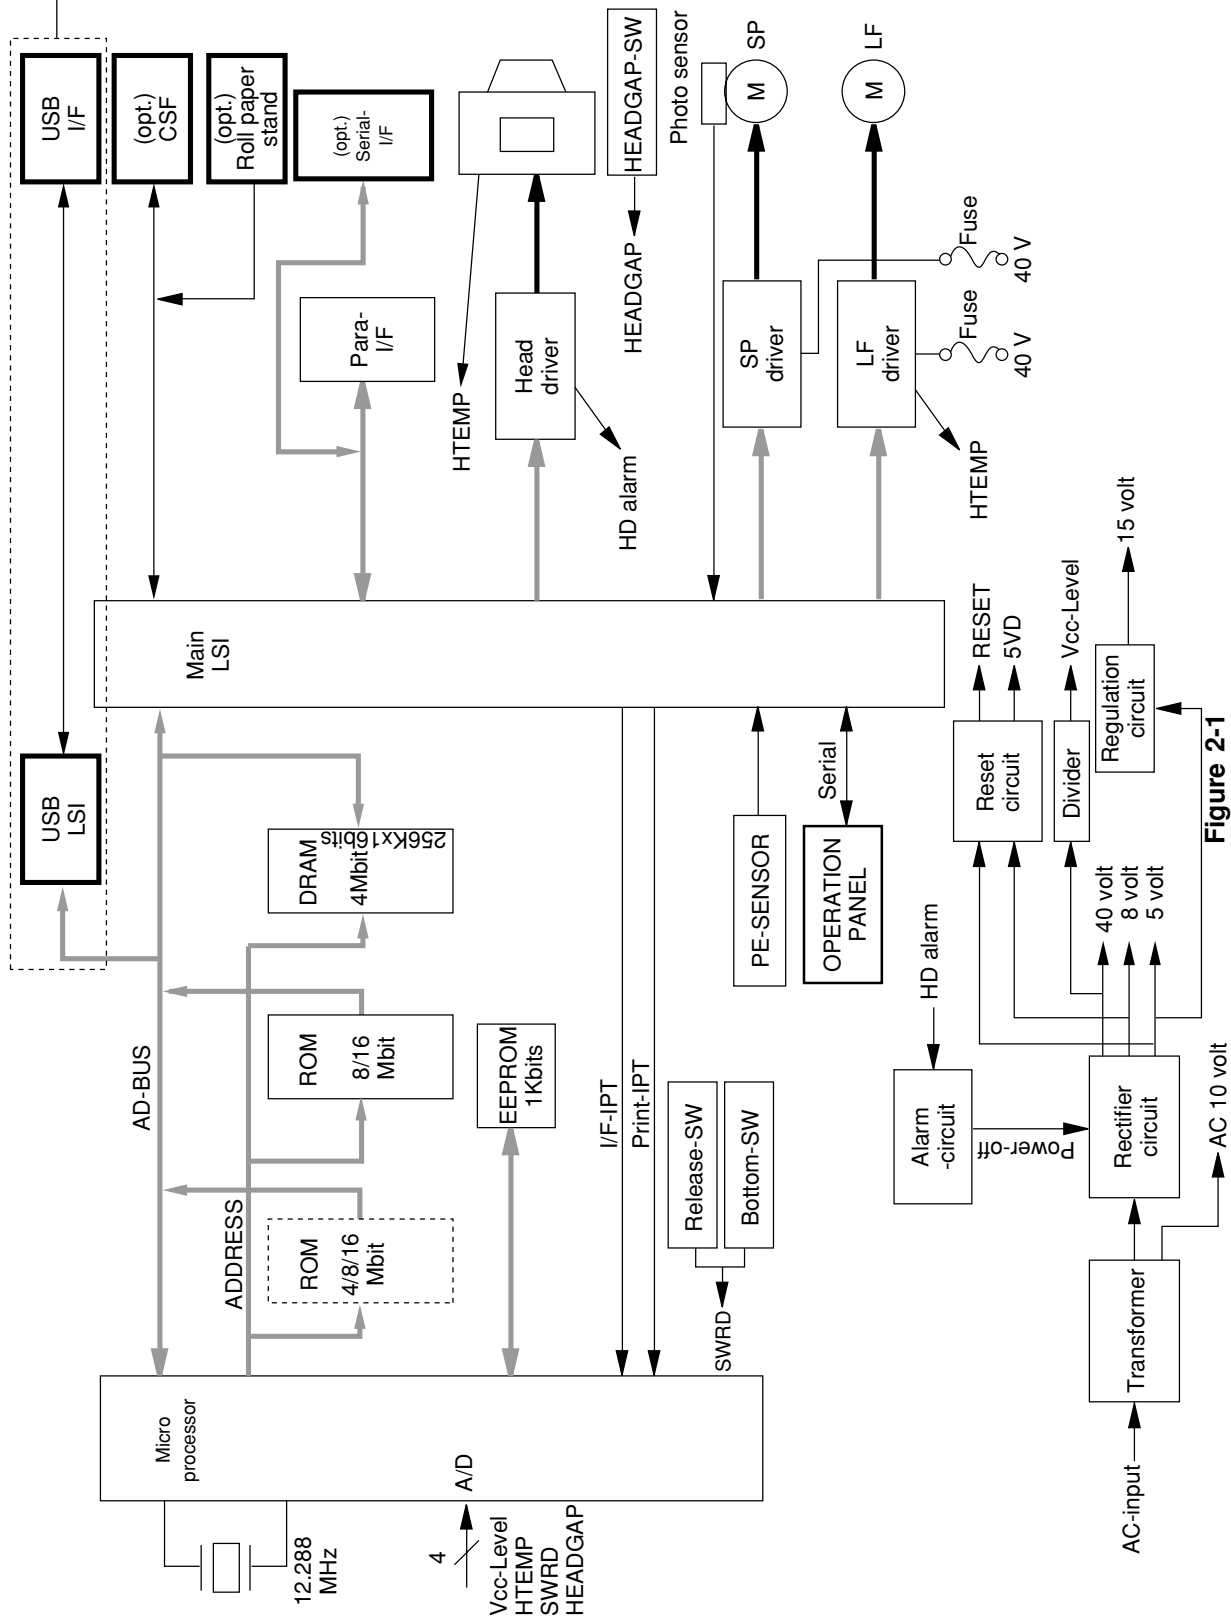 USB
I/F
(opt.)
CSF
(opt.)
Roll paper
stand
(opt.)
Serial-
I/F
Para-
I/F
HTEMP
Head
driver
HD alarm
HEADGAP
HEADGAP-SW
Photo sensor
M
SP
M
LF
SP
driver
LF
driver
Fuse
40 V
Fuse
40 V
HTEMP
USB
LSI
Main
LSI
AD-BUS
DRAM
4Mbit
256Kx16bits
ROM
8/16
Mbit
ADDRESS
ROM
4/8/16
Mbit
EEPROM
1Kbits
I/F-IPT
Print-IPT
PE-SENSOR
Serial
OPERATION
PANEL
Release-SW
Bottom-SW
SWRD
Micro
processor
A/D
12.288
MHz
4
Vcc-Level
HTEMP
SWRD
HEADGAP
HD alarm
Alarm
-circuit
Power-off
AC-input
Transformer
AC 10 volt
Rectifier
circuit
40 volt
8 volt
5 volt
Reset
circuit
RESET
5VD
Divider
Vcc-Level
Regulation
circuit
15 volt
Figure 2-1